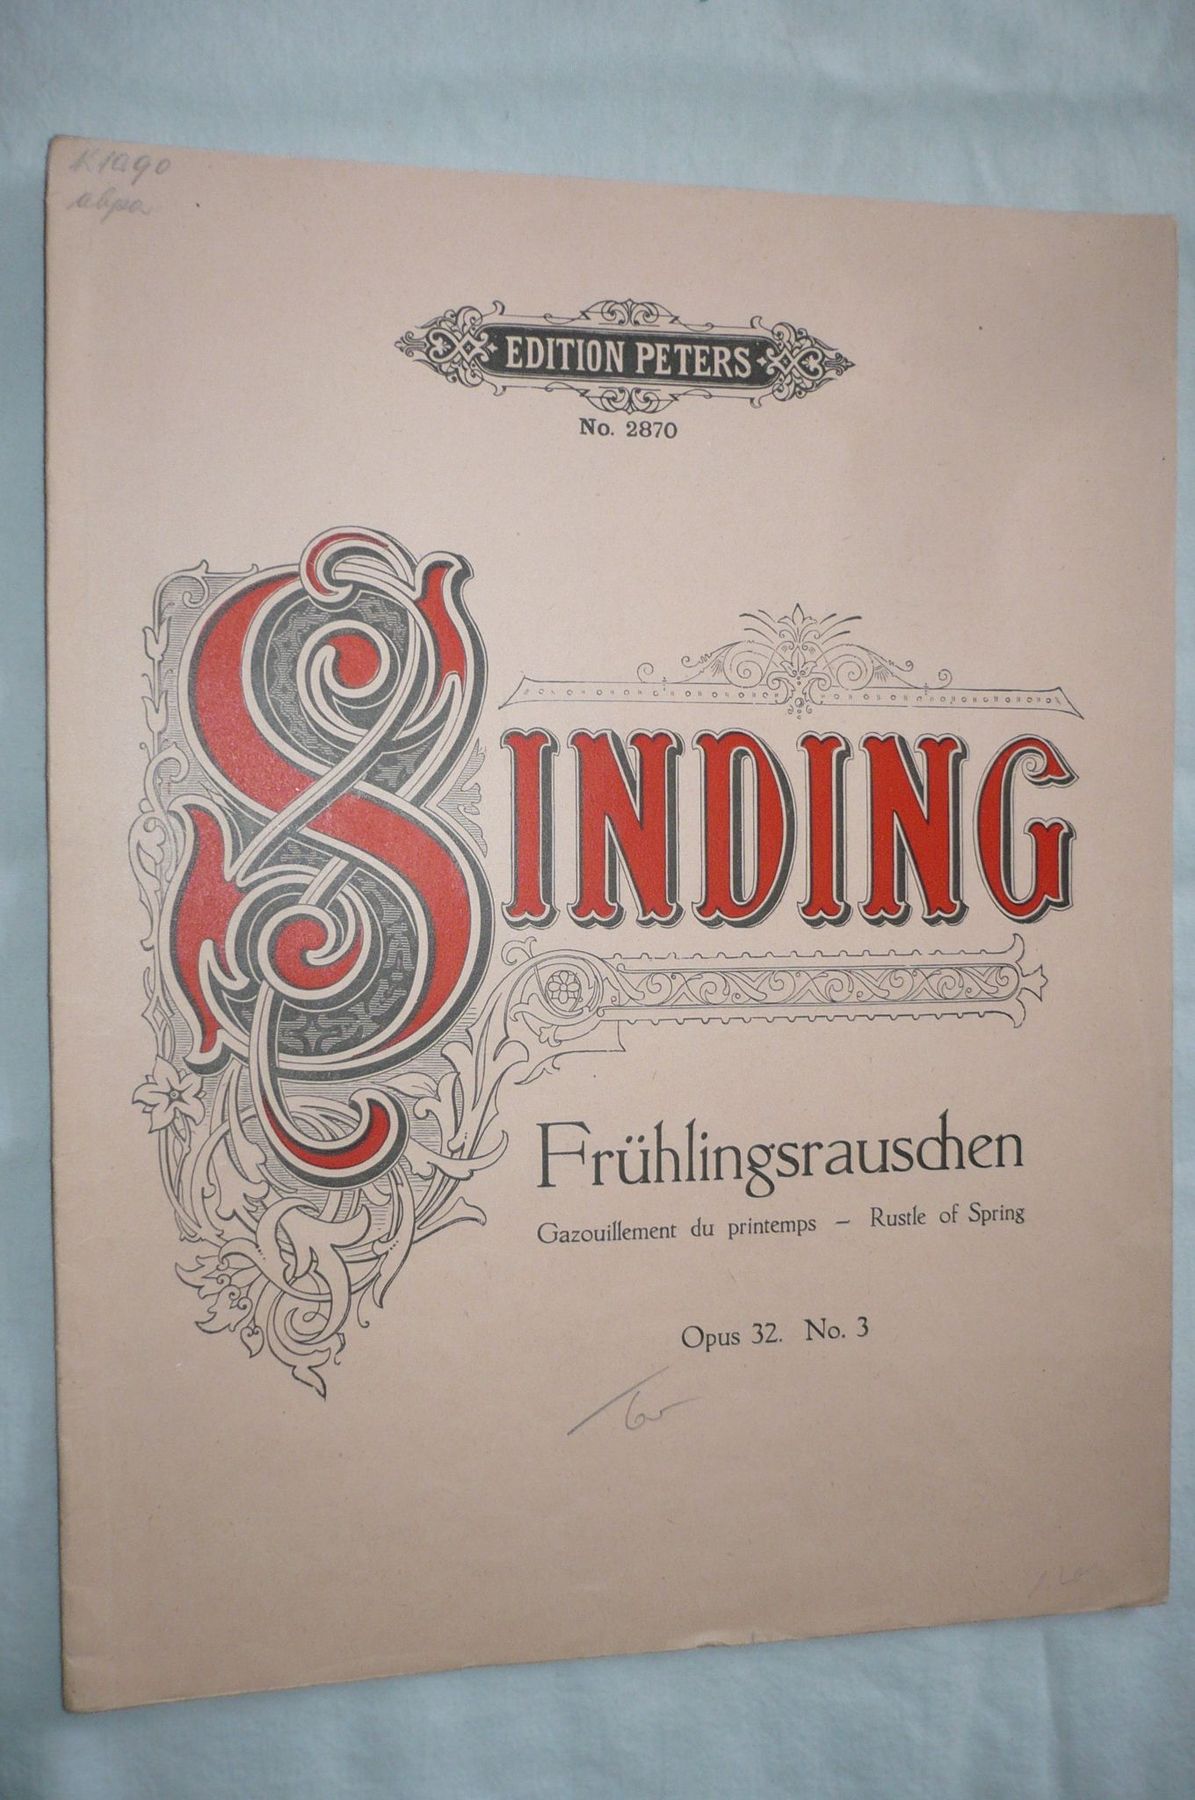 EDITION PETERS
No. 2870
SINDING
Frühlingsrauschen
Gazouillement du printemps – Rustle of Spring
Opus 32. No. 3